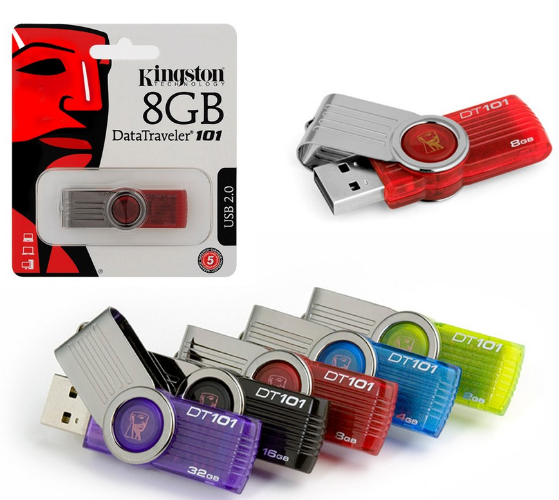 Kingston
TECHNOLOGY
8GB
DataTraveler® 101
USB 2.0
5
®
DT101
8GB
DT101
32GB
DT101
16GB
DT101
8GB
DT101
4GB
DT101
2GB